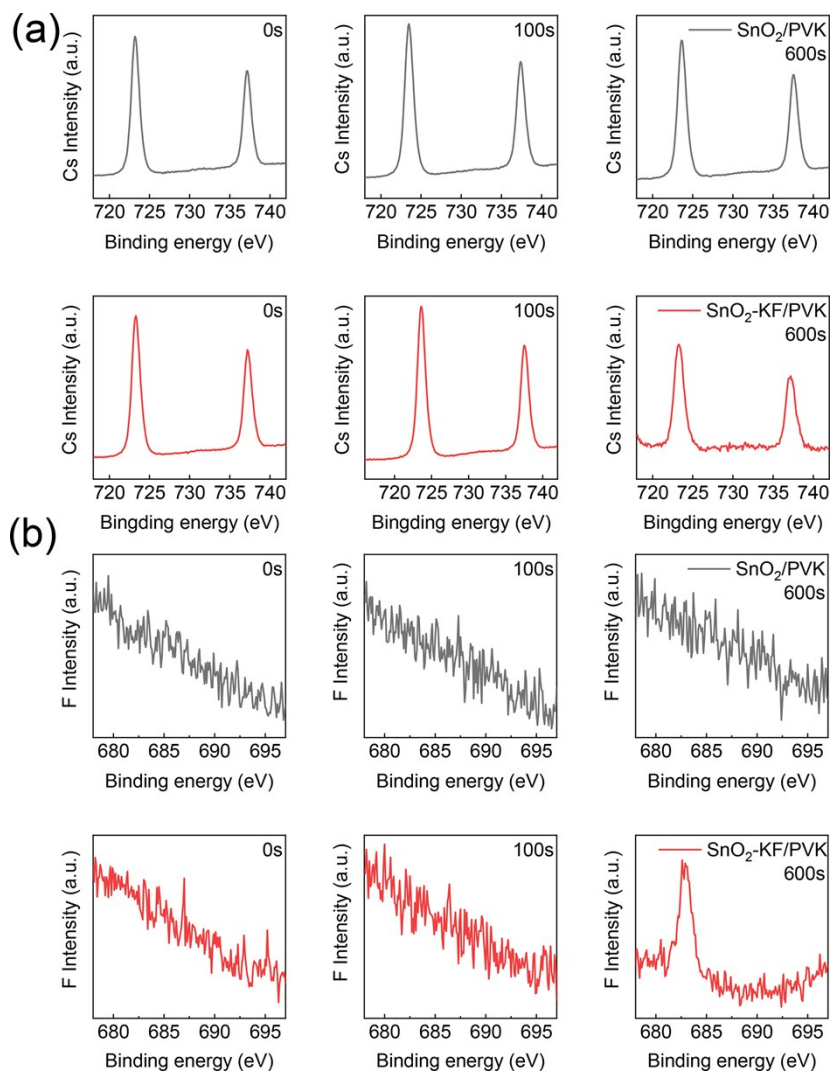 (a)
0s
Cs Intensity (a.u.)
720 725 730 735 740
Binding energy (eV)
100s
Cs Intensity (a.u.)
720 725 730 735 740
Binding energy (eV)
SnO₂/PVK
600s
Cs Intensity (a.u.)
720 725 730 735 740
Binding energy (eV)
0s
Cs Intensity (a.u.)
720 725 730 735 740
Bingding energy (eV)
100s
Cs Intensity (a.u.)
720 725 730 735 740
Bingding energy (eV)
SnO₂-KF/PVK
600s
Cs Intensity (a.u.)
720 725 730 735 740
Bingding energy (eV)
(b)
0s
F Intensity (a.u.)
680 685 690 695
Binding energy (eV)
100s
F Intensity (a.u.)
680 685 690 695
Binding energy (eV)
SnO₂/PVK
600s
F Intensity (a.u.)
680 685 690 695
Binding energy (eV)
0s
F Intensity (a.u.)
680 685 690 695
Binding energy (eV)
100s
F Intensity (a.u.)
680 685 690 695
Binding energy (eV)
SnO₂-KF/PVK
600s
F Intensity (a.u.)
680 685 690 695
Binding energy (eV)